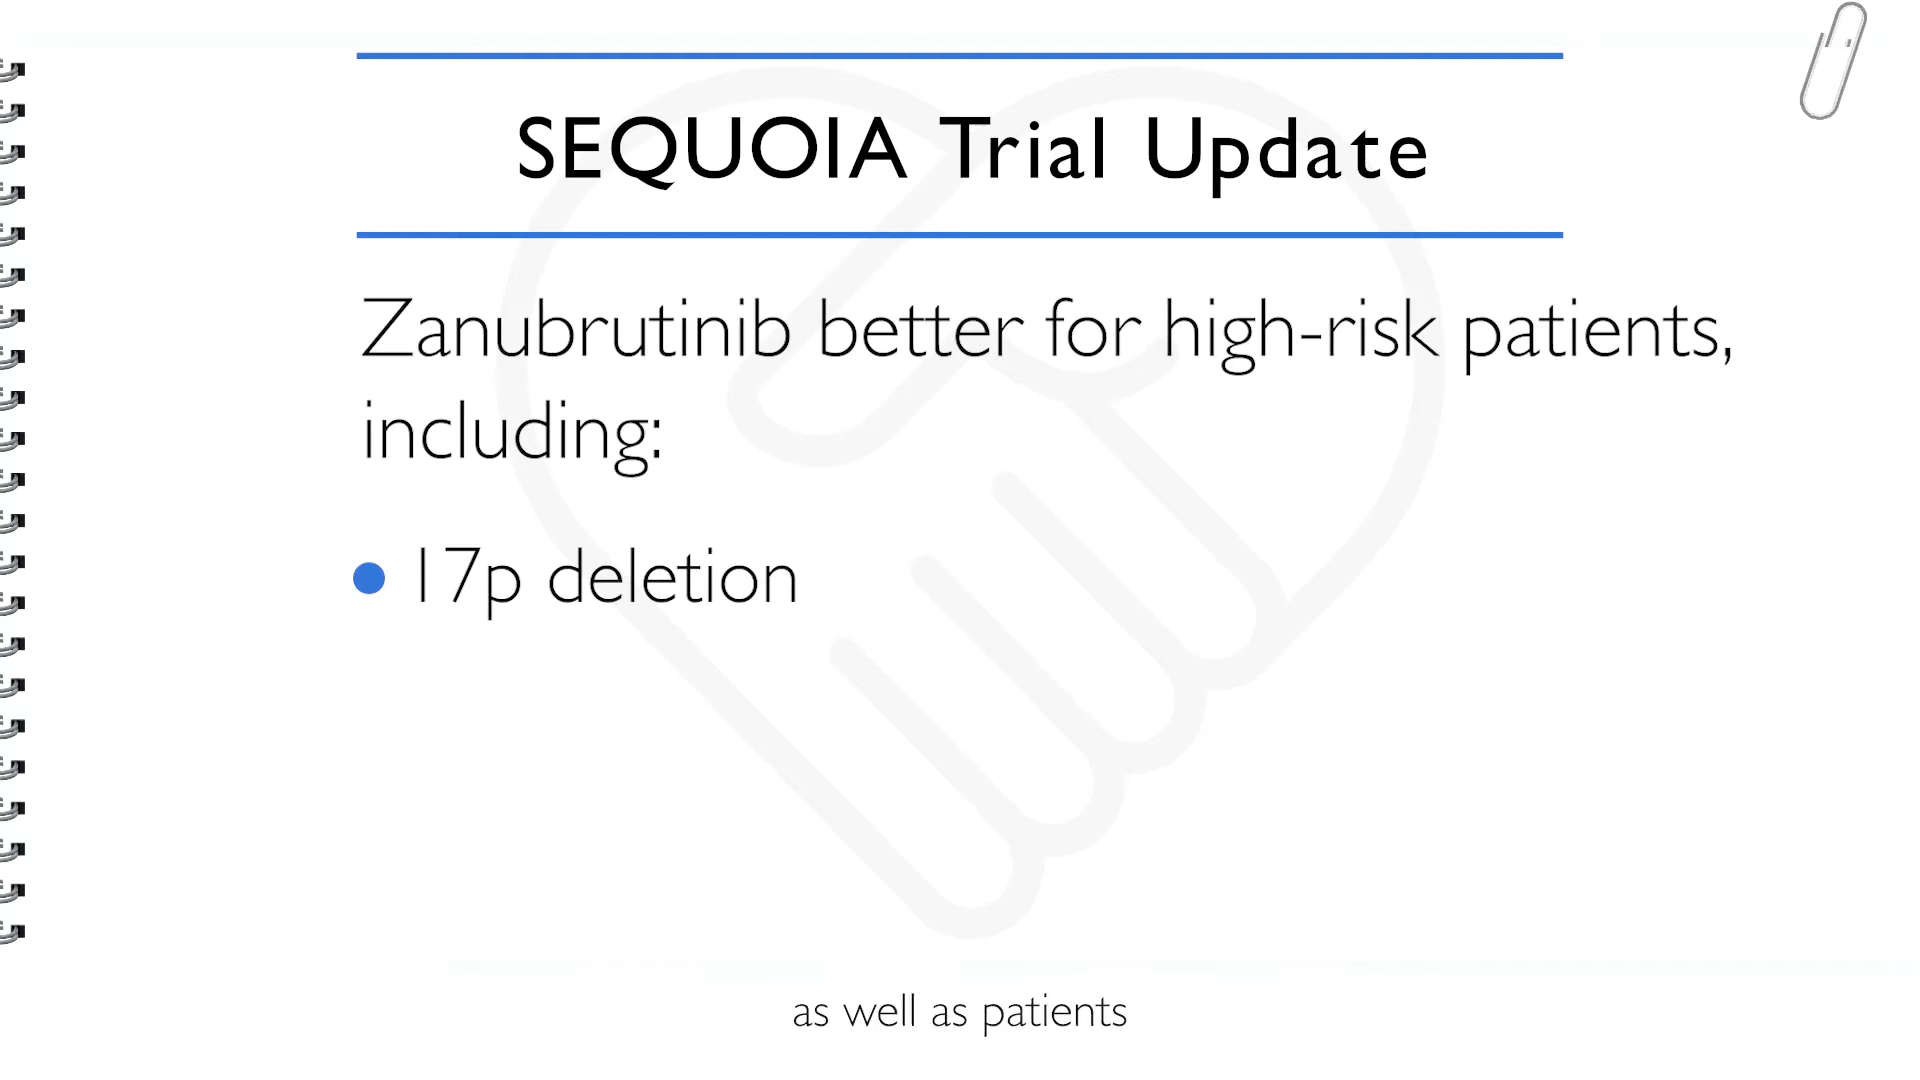 SEQUOIA Trial Update
Zanubrutinib better for high-risk patients,
including:
17p deletion
as well as patients